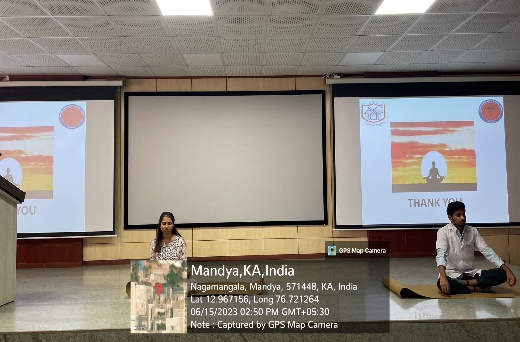 YOU
THANK YOU
GPS Map Camera
Mandya,KA,India
Nagamangala, Mandya, 571448, KA, India
Lat 12.967156, Long 76.721264
06/15/2023 02:50 PM GMT+05:30
Note : Captured by GPS Map Camera